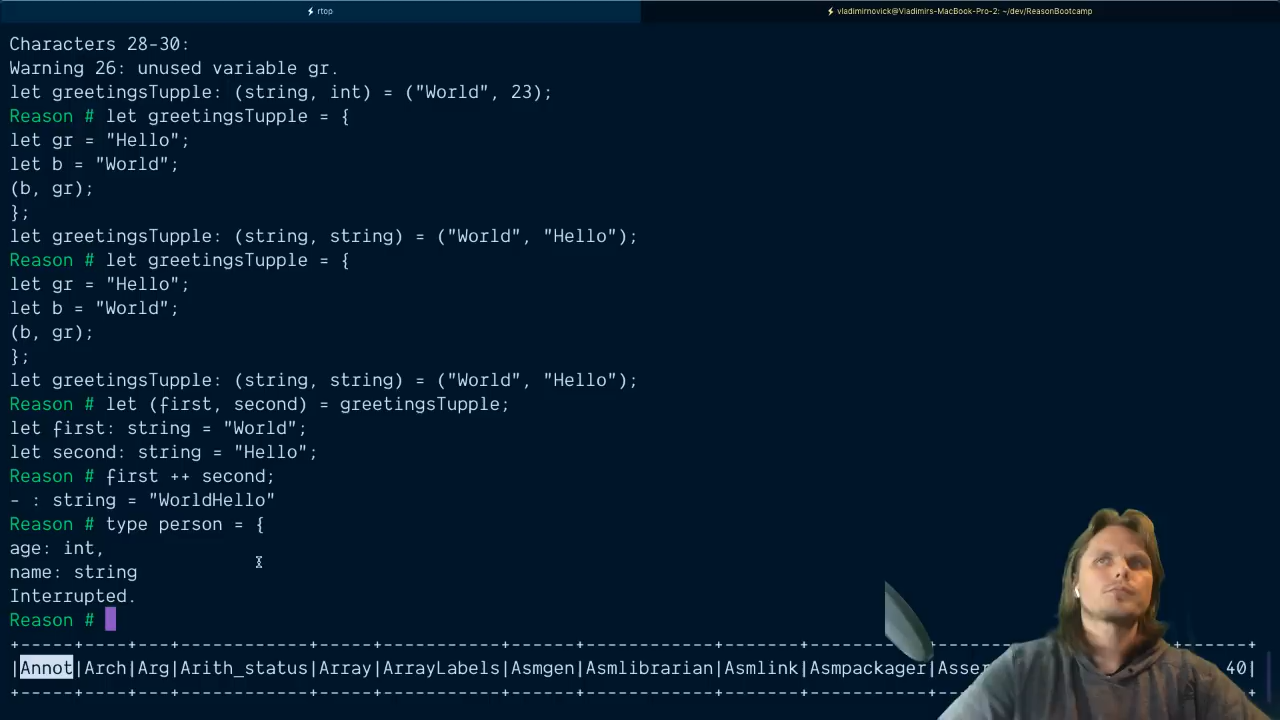 ⚡ rtop
⚡ vladimirnovick@Vladimirs-MacBook-Pro-2: ~/dev/ReasonBootcamp
Characters 28-30:
Warning 26: unused variable gr.
let greetingsTupple: (string, int) = ("World", 23);
Reason # let greetingsTupple = {
let gr = "Hello";
let b = "World";
(b, gr);
};
let greetingsTupple: (string, string) = ("World", "Hello");
Reason # let greetingsTupple = {
let gr = "Hello";
let b = "World";
(b, gr);
};
let greetingsTupple: (string, string) = ("World", "Hello");
Reason # let (first, second) = greetingsTupple;
let first: string = "World";
let second: string = "Hello";
Reason # first ++ second;
- : string = "WorldHello"
Reason # type person = {
age: int,
name: string
Interrupted.
Reason #
|Annot|Arch|Arg|Arith_status|Array|ArrayLabels|Asmgen|Asmlibrarian|Asmlink|Asmpackager|Asser 40|